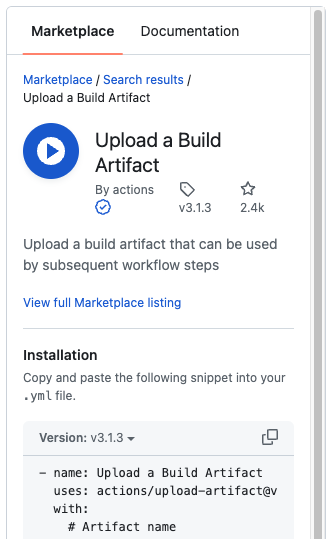 Marketplace Documentation
Marketplace / Search results /
Upload a Build Artifact
Upload a Build
Artifact
By actions v3.1.3 2.4k
Upload a build artifact that can be used
by subsequent workflow steps
View full Marketplace listing
Installation
Copy and paste the following snippet into your
.yml file.
Version: v3.1.3
- name: Upload a Build Artifact
uses: actions/upload-artifact@v
with:
# Artifact name